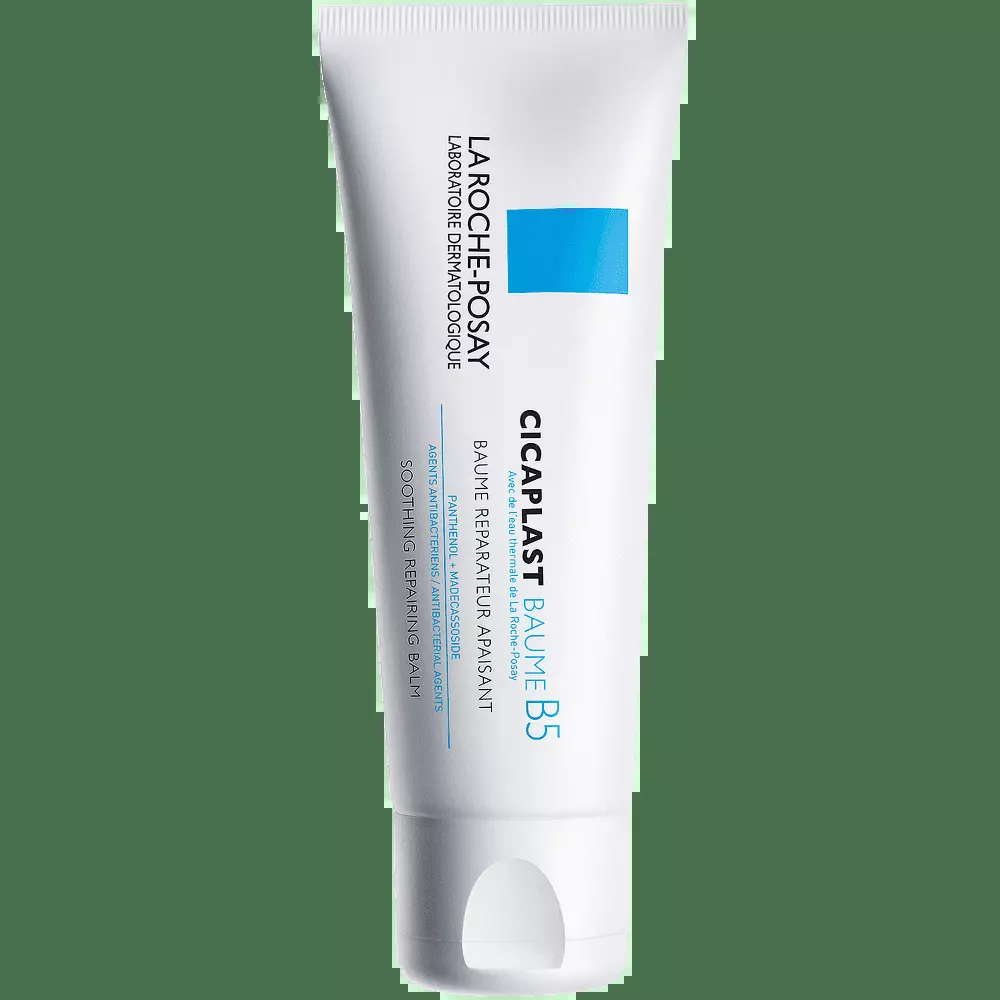 LA ROCHE-POSAY
LABORATOIRE DERMATOLOGIQUE
CICAPLAST BAUME B5
Avec de l'eau thermale de La Roche-Posay
BAUME REPARATEUR APAISANT
PANTHENOL + MADECASSOSIDE
AGENTS ANTIBACTERIENS / ANTIBACTERIAL AGENTS
SOOTHING REPAIRING BALM